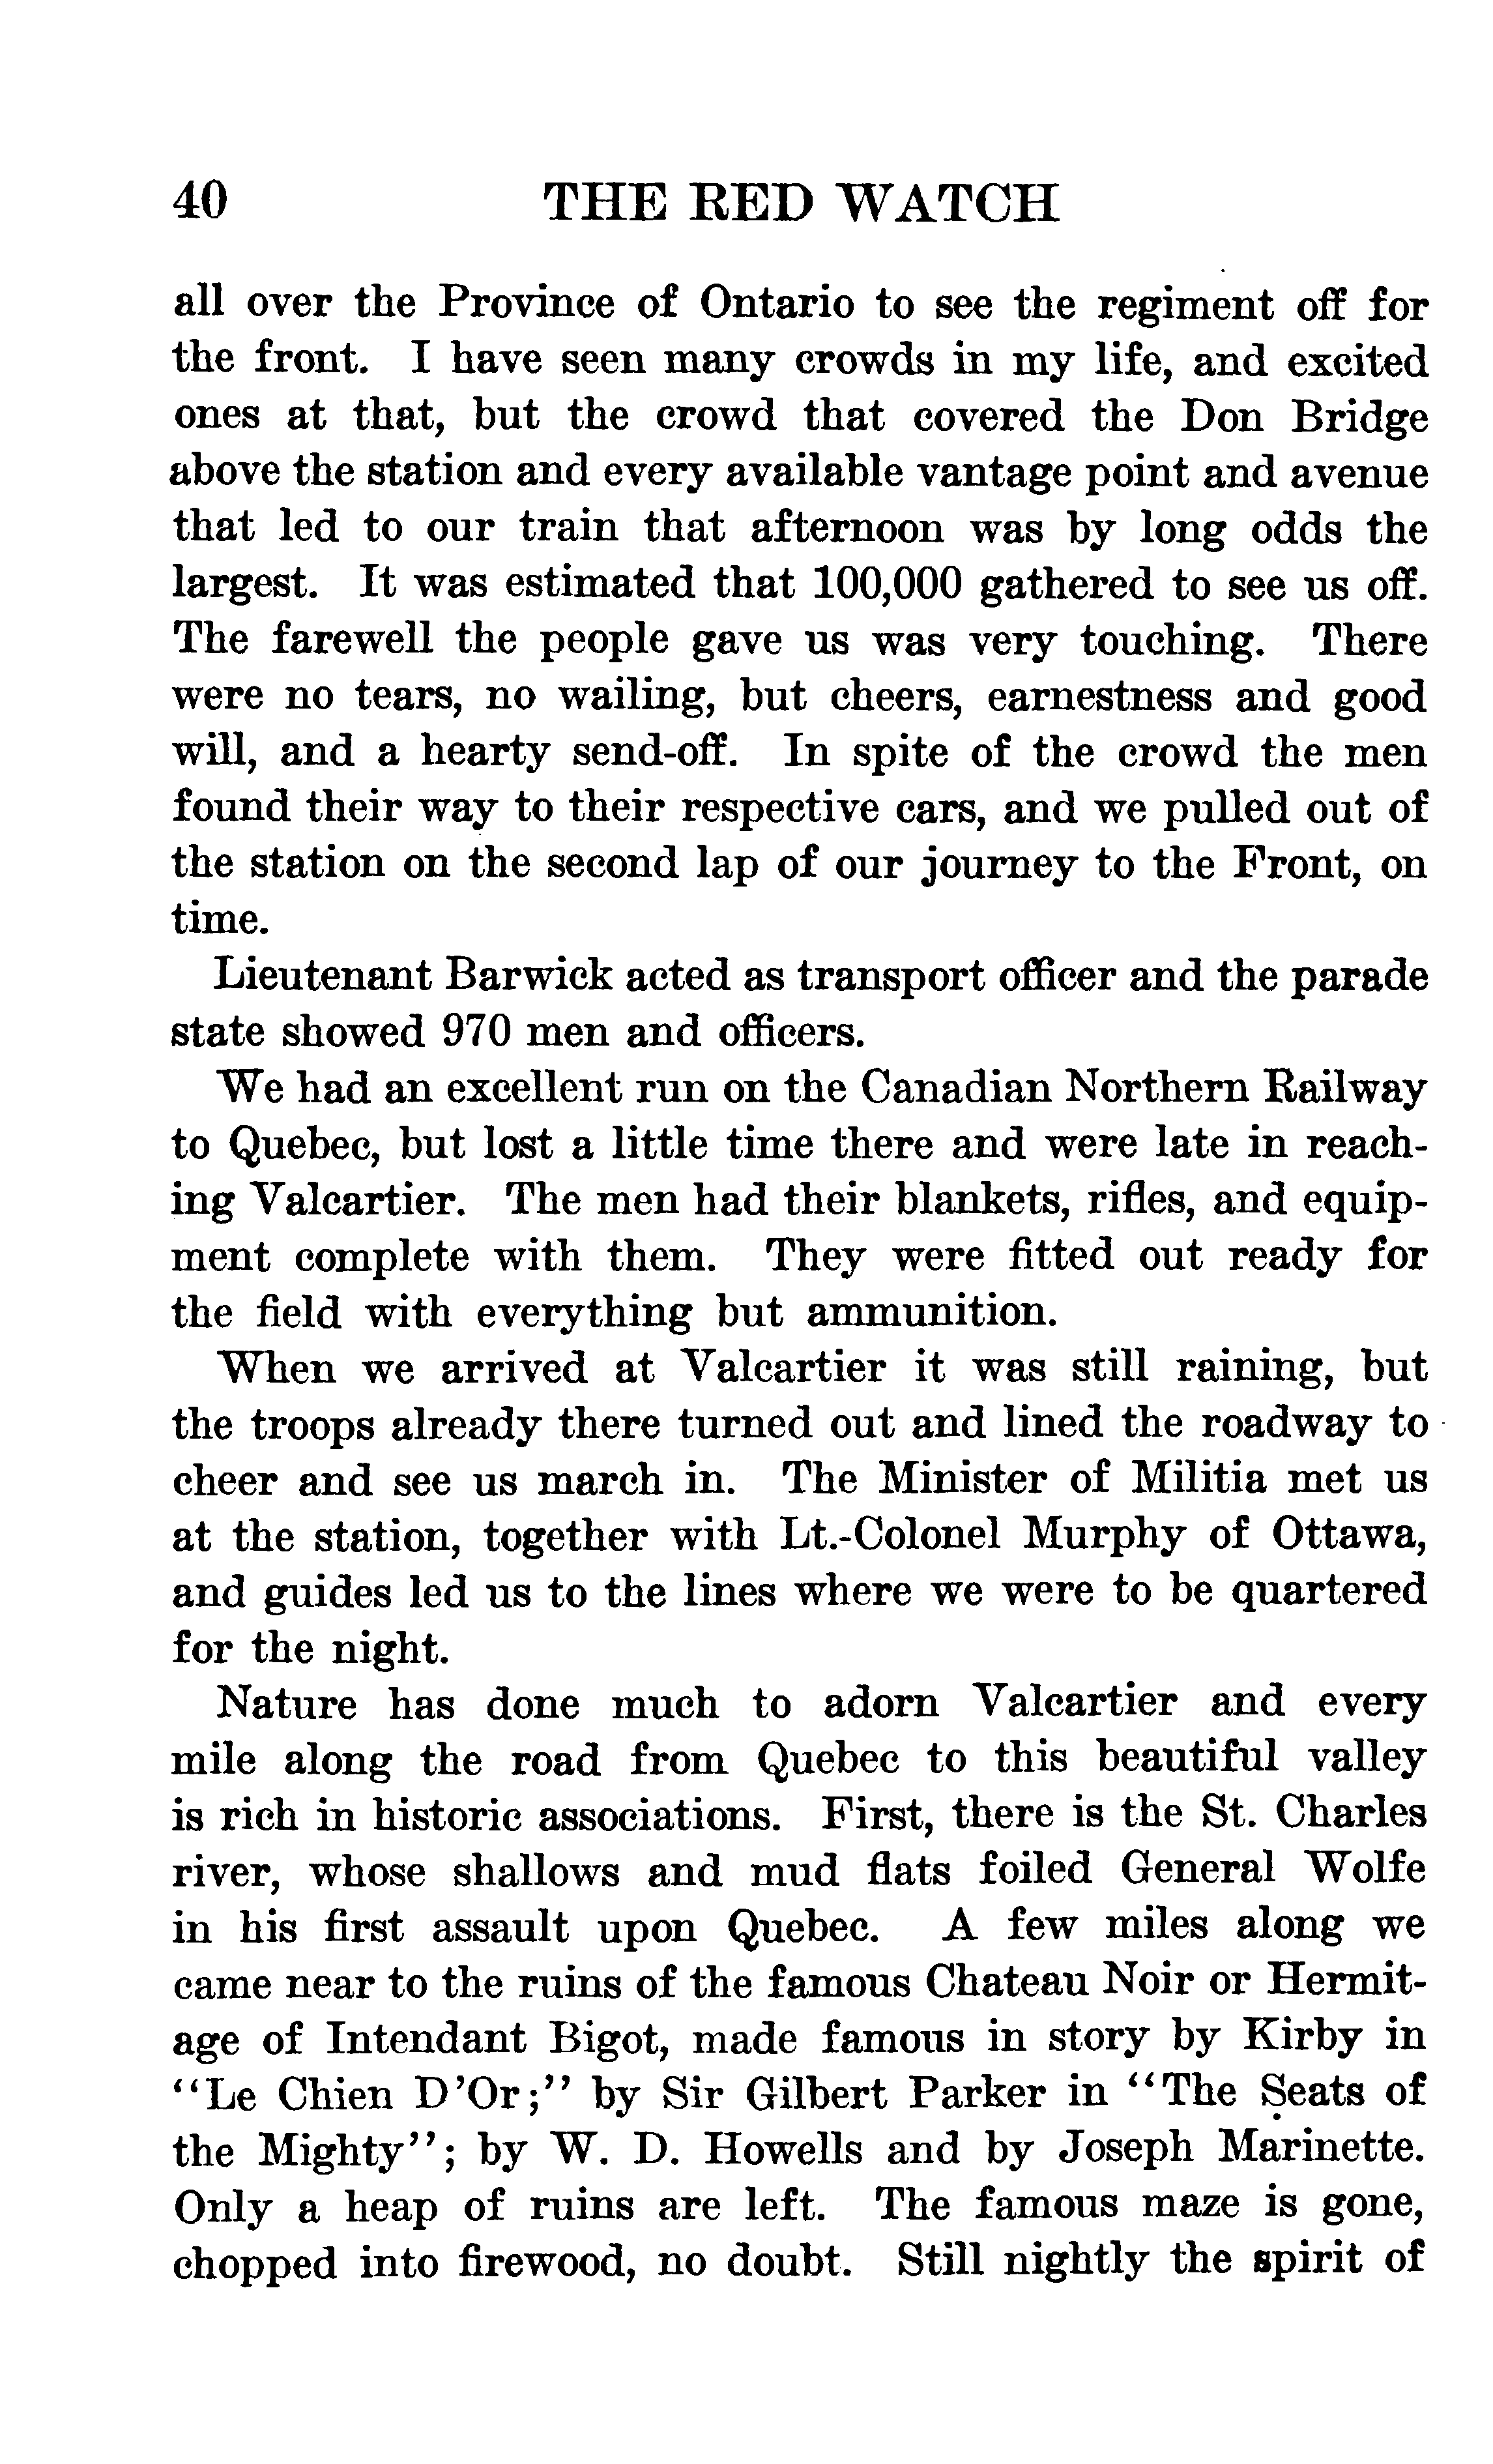 40 THE RED WATCH
all over the Province of Ontario to see the regiment off for
the front. I have seen many crowds in my life, and excited
ones at that, but the crowd that covered the Don Bridge
above the station and every available vantage point and avenue
that led to our train that afternoon was by long odds the
largest. It was estimated that 100,000 gathered to see us off.
The farewell the people gave us was very touching. There
were no tears, no wailing, but cheers, earnestness and good
will, and a hearty send-off. In spite of the crowd the men
found their way to their respective cars, and we pulled out of
the station on the second lap of our journey to the Front, on
time.
Lieutenant Barwick acted as transport officer and the parade
state showed 970 men and officers.
We had an excellent run on the Canadian Northern Railway
to Quebec, but lost a little time there and were late in reach-
ing Valcartier. The men had their blankets, rifles, and equip-
ment complete with them. They were fitted out ready for
the field with everything but ammunition.
When we arrived at Valcartier it was still raining, but
the troops already there turned out and lined the roadway to
cheer and see us march in. The Minister of Militia met us
at the station, together with Lt.-Colonel Murphy of Ottawa,
and guides led us to the lines where we were to be quartered
for the night.
Nature has done much to adorn Valcartier and every
mile along the road from Quebec to this beautiful valley
is rich in historic associations. First, there is the St. Charles
river, whose shallows and mud flats foiled General Wolfe
in his first assault upon Quebec. A few miles along we
came near to the ruins of the famous Chateau Noir or Hermit-
age of Intendant Bigot, made famous in story by Kirby in
"Le Chien D'Or;" by Sir Gilbert Parker in "The Seats of
the Mighty"; by W. D. Howells and by Joseph Marinette.
Only a heap of ruins are left. The famous maze is gone,
chopped into firewood, no doubt. Still nightly the spirit of